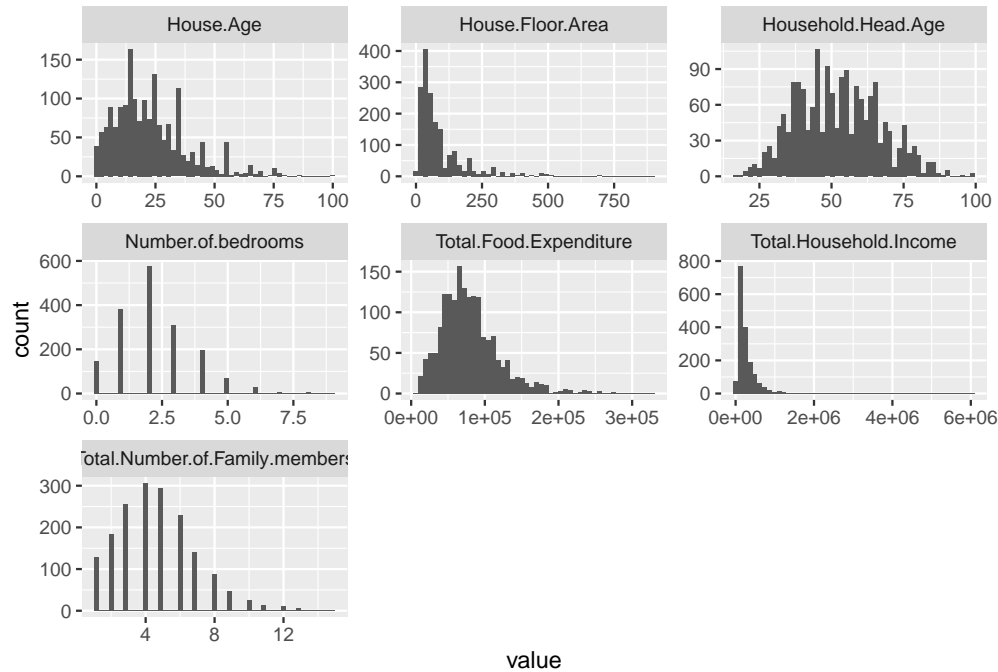 House.Age
House.Floor.Area
Household.Head.Age
150
100
50
0
0
25
50
75
100
400
300
200
100
0
0
250
500
750
90
60
30
0
25
50
75
100
Number.of.bedrooms
Total.Food.Expenditure
Total.Household.Income
600
400
200
0
0.0
2.5
5.0
7.5
150
100
50
0
0e+00
1e+05
2e+05
3e+05
800
600
400
200
0
0e+00
2e+06
4e+06
6e+06
Total.Number.of.Family.members
300
200
100
0
4
8
12
count
value